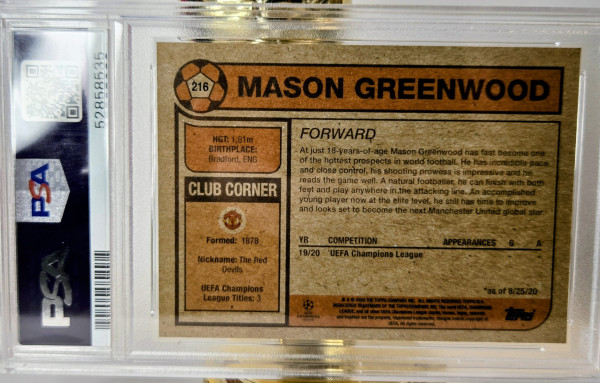 52858535
PSA
PSA
216
MASON GREENWOOD
HGT: 1.81m
BIRTHPLACE:
Bradford, ENG
CLUB CORNER
Formed: 1878
Nickname: The Red
Devils
UEFA Champions
League Titles: 3
FORWARD
At just 18-years-of-age Mason Greenwood has fast become one
of the hottest prospects in world football. He has incredible pace
and close control, his shooting prowess is impressive and he
reads the game well. A natural footballer, he can finish with both
feet and play anywhere in the attacking line. An accomplished
young player now at the elite level, he still has time to improve
and looks set to become the next Manchester United global star.
YR COMPETITION APPEARANCES G A
19/20 UEFA Champions League
*as of 8/25/20
Topps